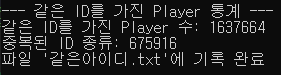 --- 같은 ID를 가진 Player 통계 ---
같은 ID를 가진 Player 수: 1637664
중복된 ID 종류: 675916
파일 '같은아이디.txt'에 기록 완료